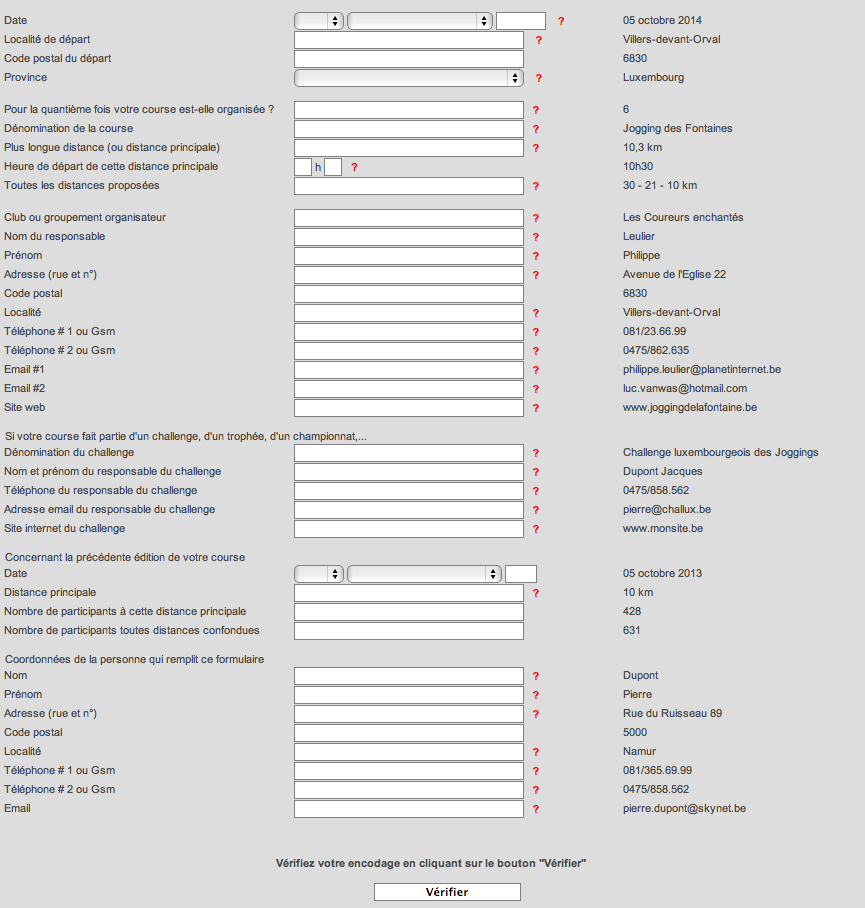 Date ? 05 octobre 2014
Localité de départ ? Villers-devant-Orval
Code postal du départ 6830
Province ? Luxembourg
Pour la quantième fois votre course est-elle organisée ? ? 6
Dénomination de la course ? Jogging des Fontaines
Plus longue distance (ou distance principale) ? 10,3 km
Heure de départ de cette distance principale h ? 10h30
Toutes les distances proposées ? 30 - 21 - 10 km
Club ou groupement organisateur ? Les Coureurs enchantés
Nom du responsable ? Leulier
Prénom ? Philippe
Adresse (rue et n°) ? Avenue de l'Eglise 22
Code postal 6830
Localité ? Villers-devant-Orval
Téléphone # 1 ou Gsm ? 081/23.66.99
Téléphone # 2 ou Gsm ? 0475/862.635
Email #1 ? philippe.leulier@planetinternet.be
Email #2 ? luc.vanwas@hotmail.com
Site web ? www.joggingdelafontaine.be
Si votre course fait partie d'un challenge, d'un trophée, d'un championnat,...
Dénomination du challenge ? Challenge luxembourgeois des Joggings
Nom et prénom du responsable du challenge ? Dupont Jacques
Téléphone du responsable du challenge ? 0475/858.562
Adresse email du responsable du challenge ? pierre@challux.be
Site internet du challenge ? www.monsite.be
Concernant la précédente édition de votre course
Date 05 octobre 2013
Distance principale ? 10 km
Nombre de participants à cette distance principale 428
Nombre de participants toutes distances confondues 631
Coordonnées de la personne qui remplit ce formulaire
Nom ? Dupont
Prénom ? Pierre
Adresse (rue et n°) ? Rue du Ruisseau 89
Code postal 5000
Localité ? Namur
Téléphone # 1 ou Gsm ? 081/365.69.99
Téléphone # 2 ou Gsm ? 0475/858.562
Email ? pierre.dupont@skynet.be
Vérifiez votre encodage en cliquant sur le bouton "Vérifier"
Vérifier